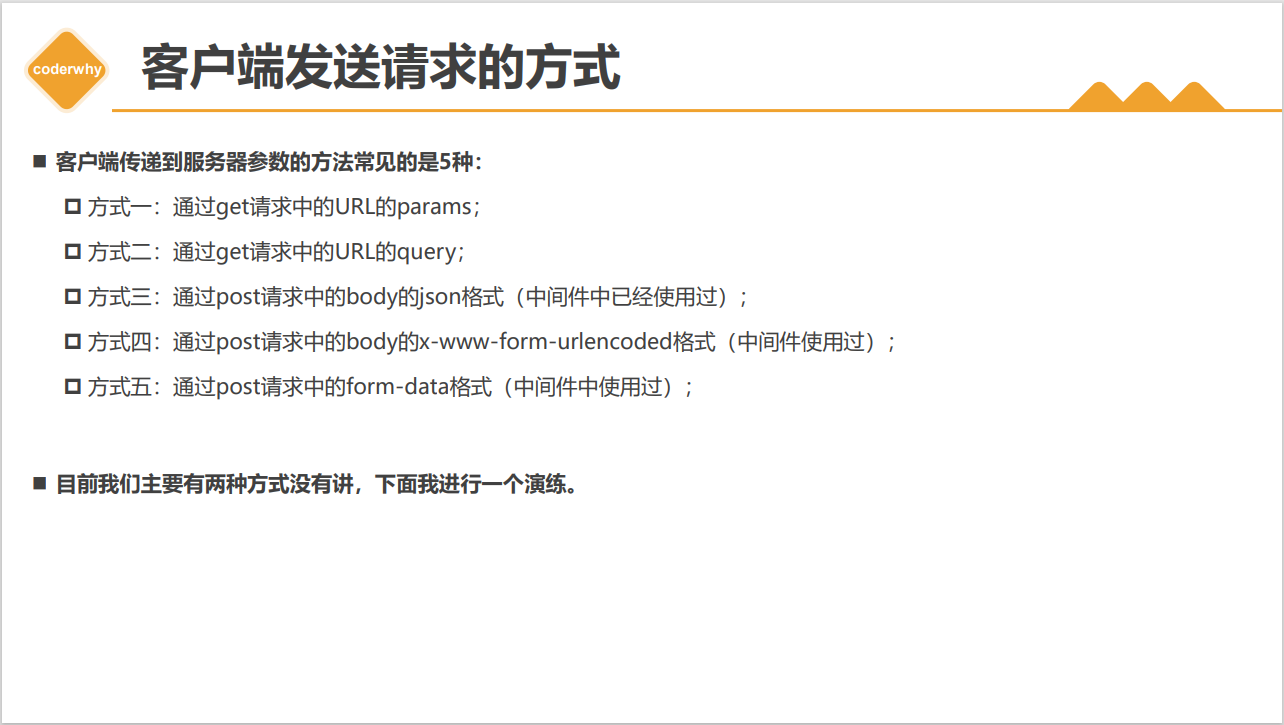 coderwhy
客户端发送请求的方式
客户端传递到服务器参数的方法常见的是5种：
方式一：通过get请求中的URL的params；
方式二：通过get请求中的URL的query；
方式三：通过post请求中的body的json格式（中间件中已经使用过）；
方式四：通过post请求中的body的x-www-form-urlencoded格式（中间件使用过）；
方式五：通过post请求中的form-data格式（中间件中使用过）；
目前我们主要有两种方式没有讲，下面我进行一个演练。